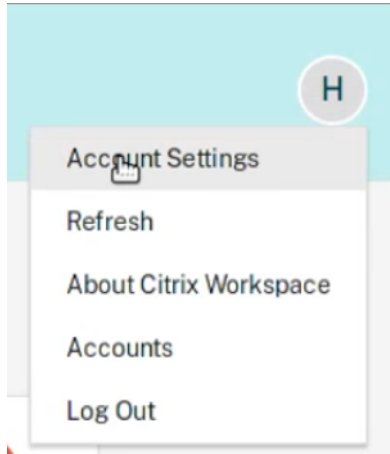 H
Account Settings
Refresh
About Citrix Workspace
Accounts
Log Out